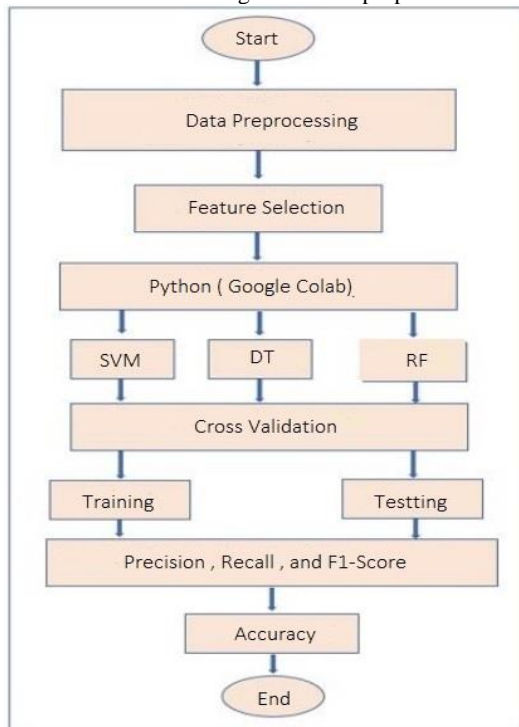 Start
Data Preprocessing
Feature Selection
Python ( Google Colab)
SVM DT RF
Cross Validation
Training Testting
Precision , Recall , and F1-Score
Accuracy
End